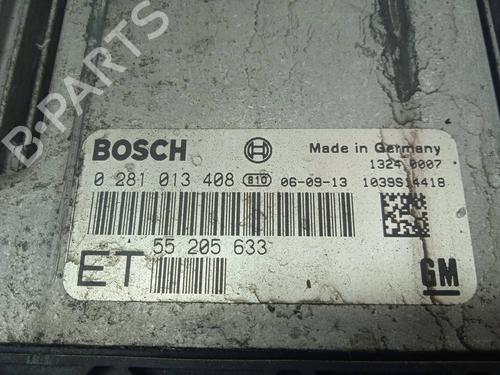 B-PARTS
BOSCH
Made in Germany
1324 0007
0 281 013 408 810 06-09-13 1039S14418
55 205 633
ET
GM